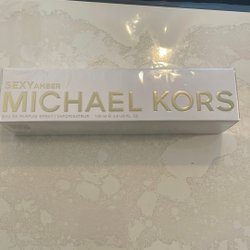 SEXY AMBER
MICHAEL KORS
EAU DE PARFUM SPRAY / VAPORISATEUR